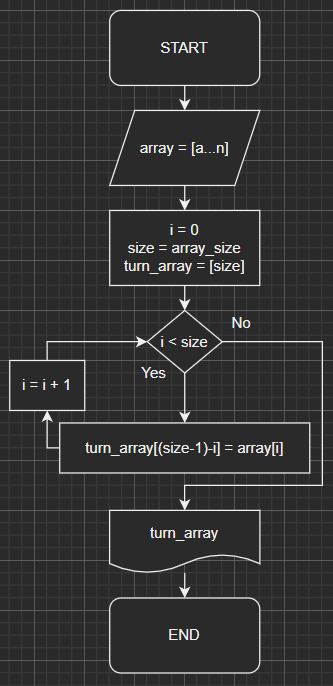 START
array = [a...n]
i = 0
size = array_size
turn_array = [size]
i < size
No
Yes
i = i + 1
turn_array[(size-1)-i] = array[i]
turn_array
END